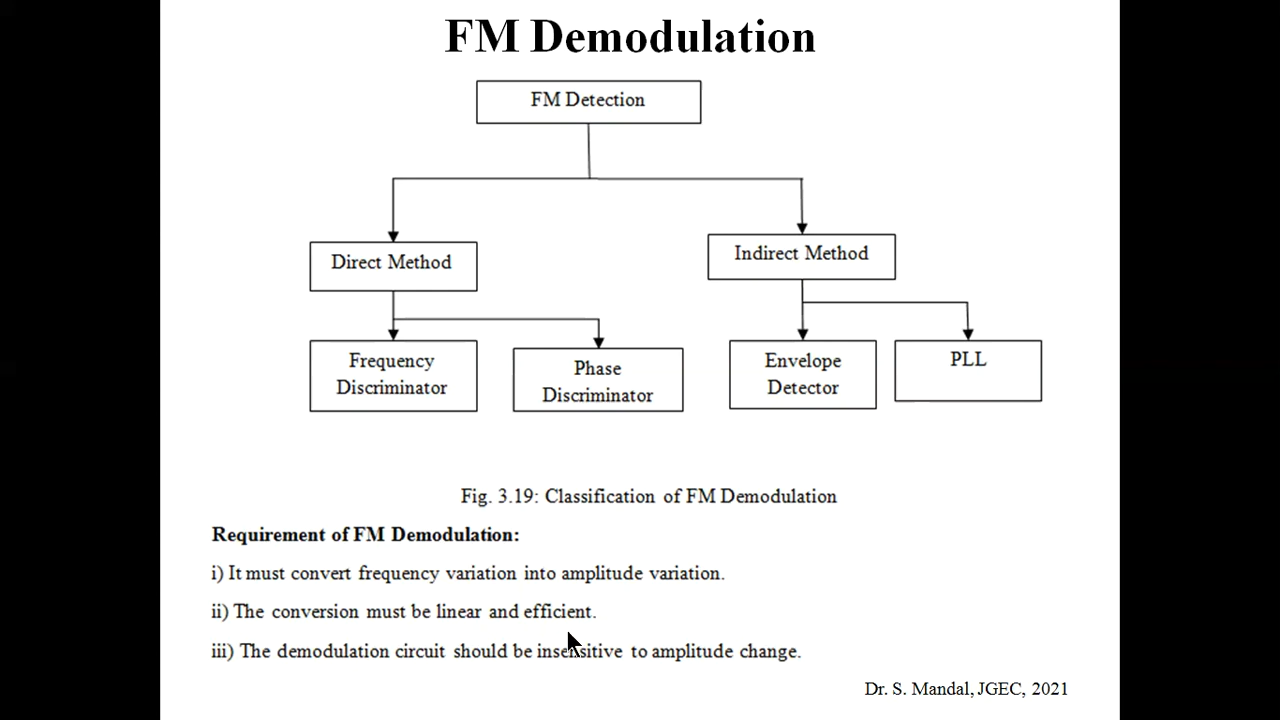 FM Demodulation
FM Detection
Direct Method
Indirect Method
Frequency
Discriminator
Phase
Discriminator
Envelope
Detector
PLL
Fig. 3.19: Classification of FM Demodulation
Requirement of FM Demodulation:
i) It must convert frequency variation into amplitude variation.
ii) The conversion must be linear and efficient.
iii) The demodulation circuit should be insensitive to amplitude change.
Dr. S. Mandal, JGEC, 2021